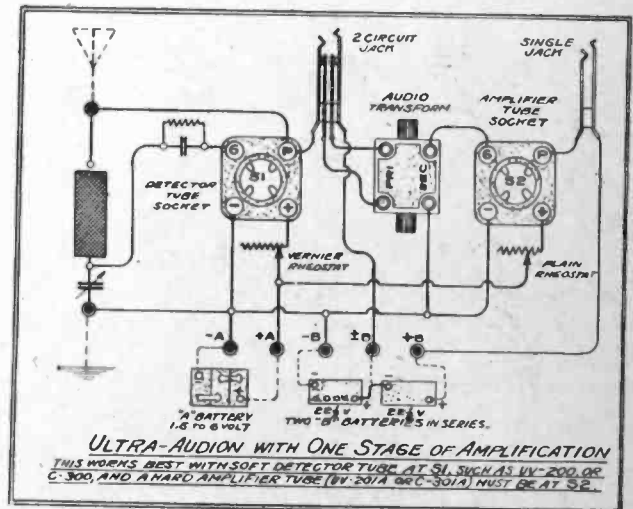 2 CIRCUIT
JACK
SINGLE
JACK
AUDIO
TRANSFORM.
AMPLIFIER
TUBE
SOCKET
G
P
S1
PRI
SEC
G
P
S2
DETECTOR
TUBE
SOCKET
VERNIER
RHEOSTAT
PLAIN
RHEOSTAT
-A
+A
-B
±B
+B
"A" BATTERY
1.5 TO 6 VOLT
22½ V
22½ V
TWO "B" BATTERIES IN SERIES.
ULTRA-AUDION WITH ONE STAGE OF AMPLIFICATION
THIS WORKS BEST WITH SOFT DETECTOR TUBE AT S1, SUCH AS UV-200, OR
C-300, AND A HARD AMPLIFIER TUBE (UV-201A OR C-301A) MUST BE AT S2.